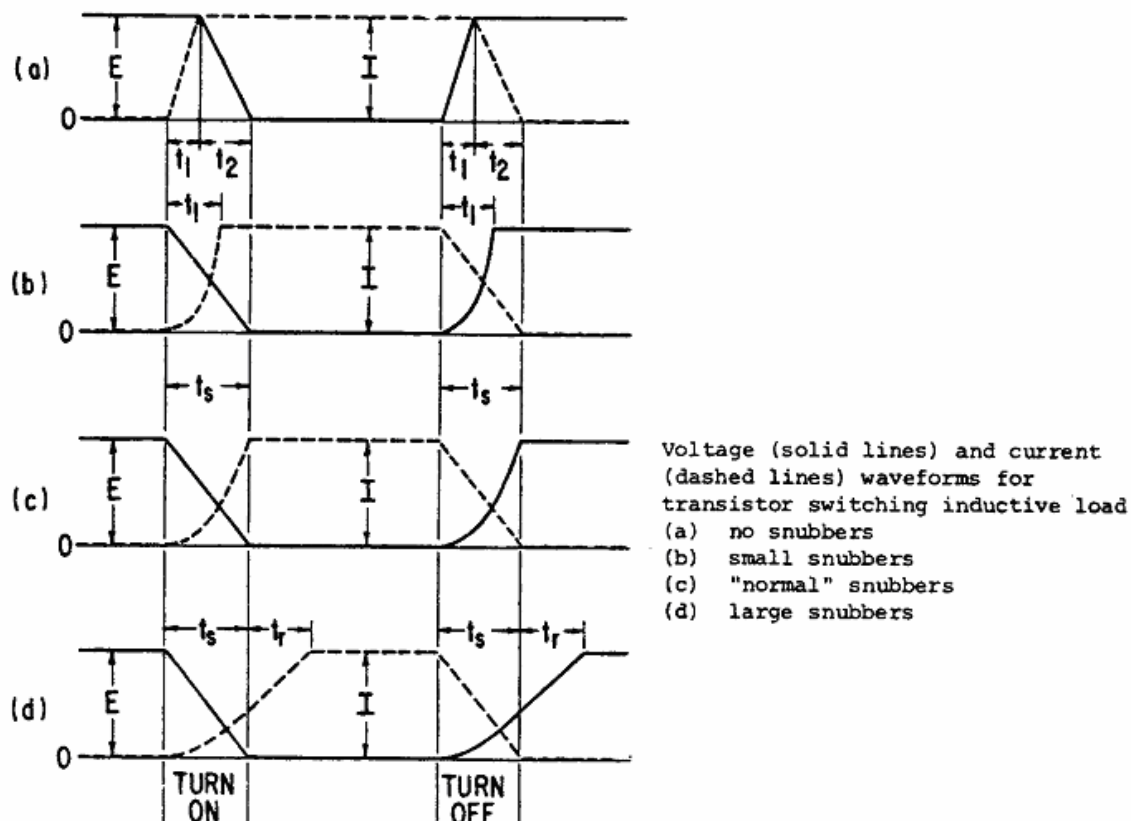 (a)
E
I
0
t1 t2
t1 t2
t1
t1
(b)
E
I
0
ts
ts
(c)
E
I
0
Voltage (solid lines) and current
(dashed lines) waveforms for
transistor switching inductive load
(a) no snubbers
(b) small snubbers
(c) "normal" snubbers
(d) large snubbers
ts tr
ts tr
(d)
E
I
0
TURN
ON
TURN
OFF